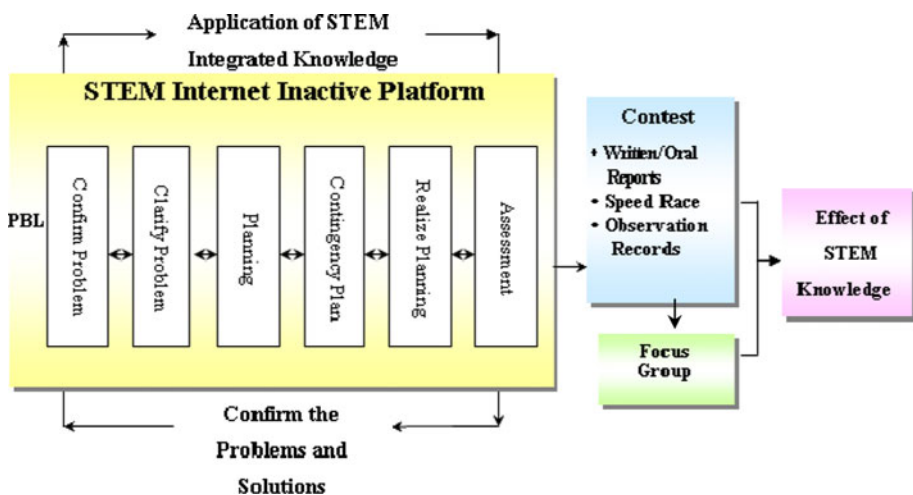 Application of STEM
Integrated Knowledge
STEM Internet Inactive Platform
PBL
Confirm Problem
Clarify Problem
Planning
Contingency Plan
Realize Planning
Assessment
Contest
Written/Oral
Reports
Speed Race
Observation
Records
Focus
Group
Effect of
STEM
Knowledge
Confirm the
Problems and
Solutions